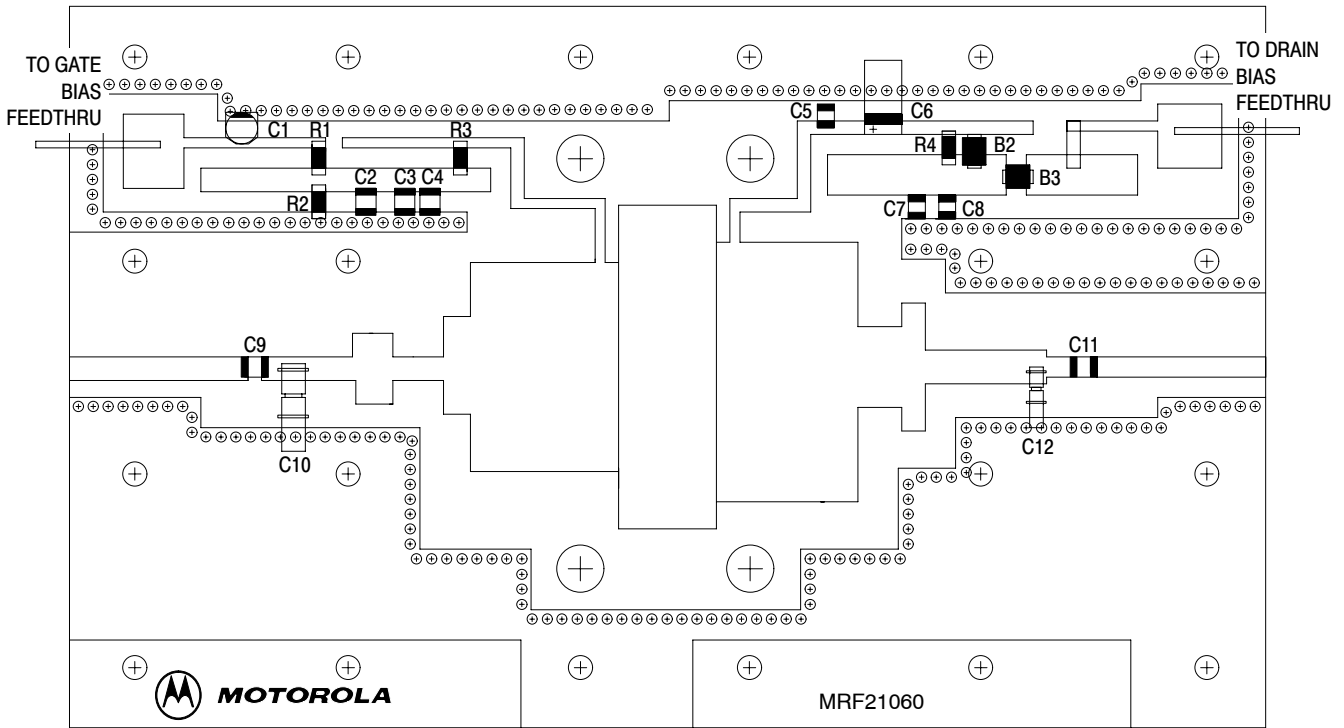 TO GATE
BIAS
FEEDTHRU
TO DRAIN
BIAS
FEEDTHRU
C1
R1
R3
C5
C6
+
R4
B2
B3
C2
C3
C4
R2
C7
C8
C9
C11
C10
C12
MOTOROLA
MRF21060